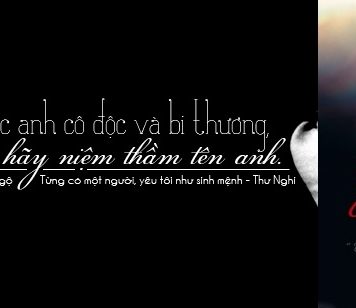 c anh cô độc và bi thương,
hãy niệm thầm tên anh.
gộ Từng có một người, yêu tôi như sinh mệnh - Thư Nghi